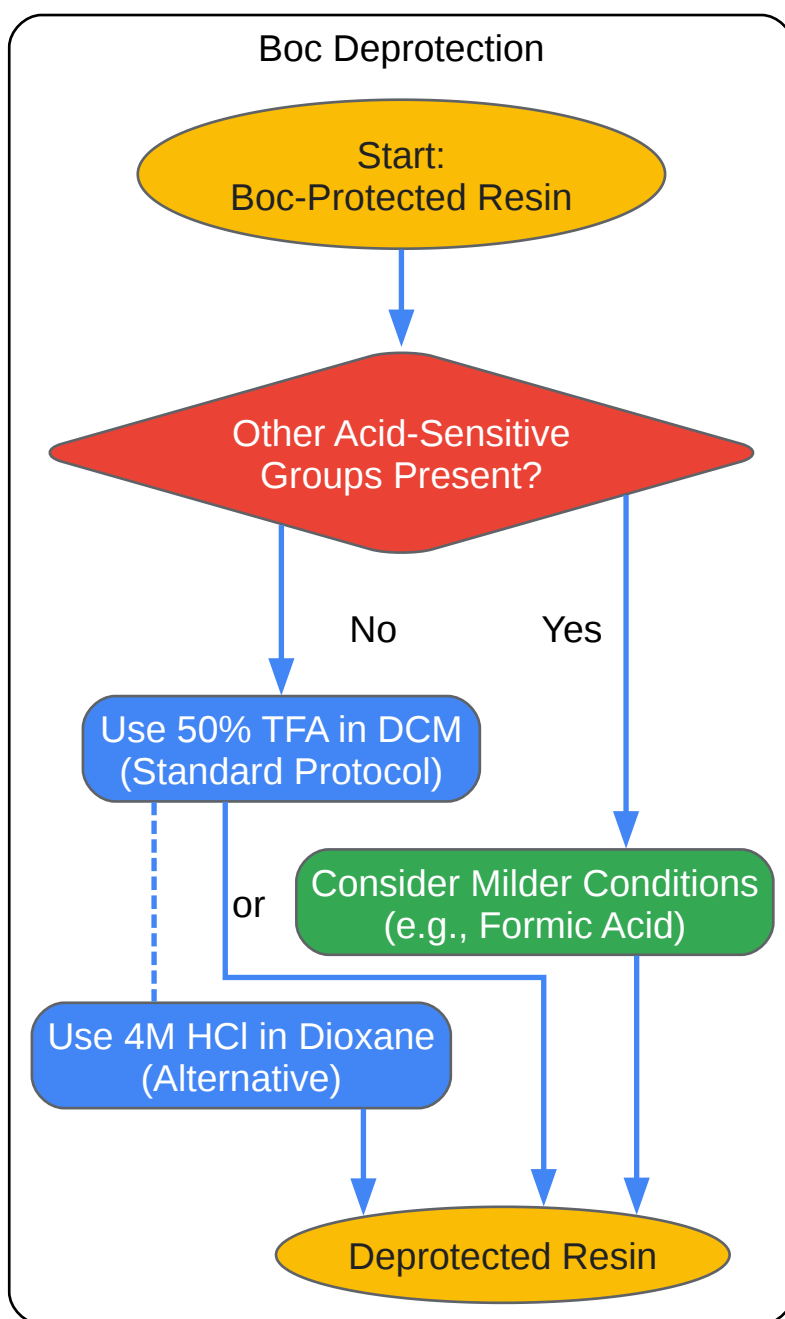 Boc Deprotection
Start:
Boc-Protected Resin
Other Acid-Sensitive
Groups Present?
No
Yes
Use 50% TFA in DCM
(Standard Protocol)
or
Consider Milder Conditions
(e.g., Formic Acid)
Use 4M HCl in Dioxane
(Alternative)
Deprotected Resin